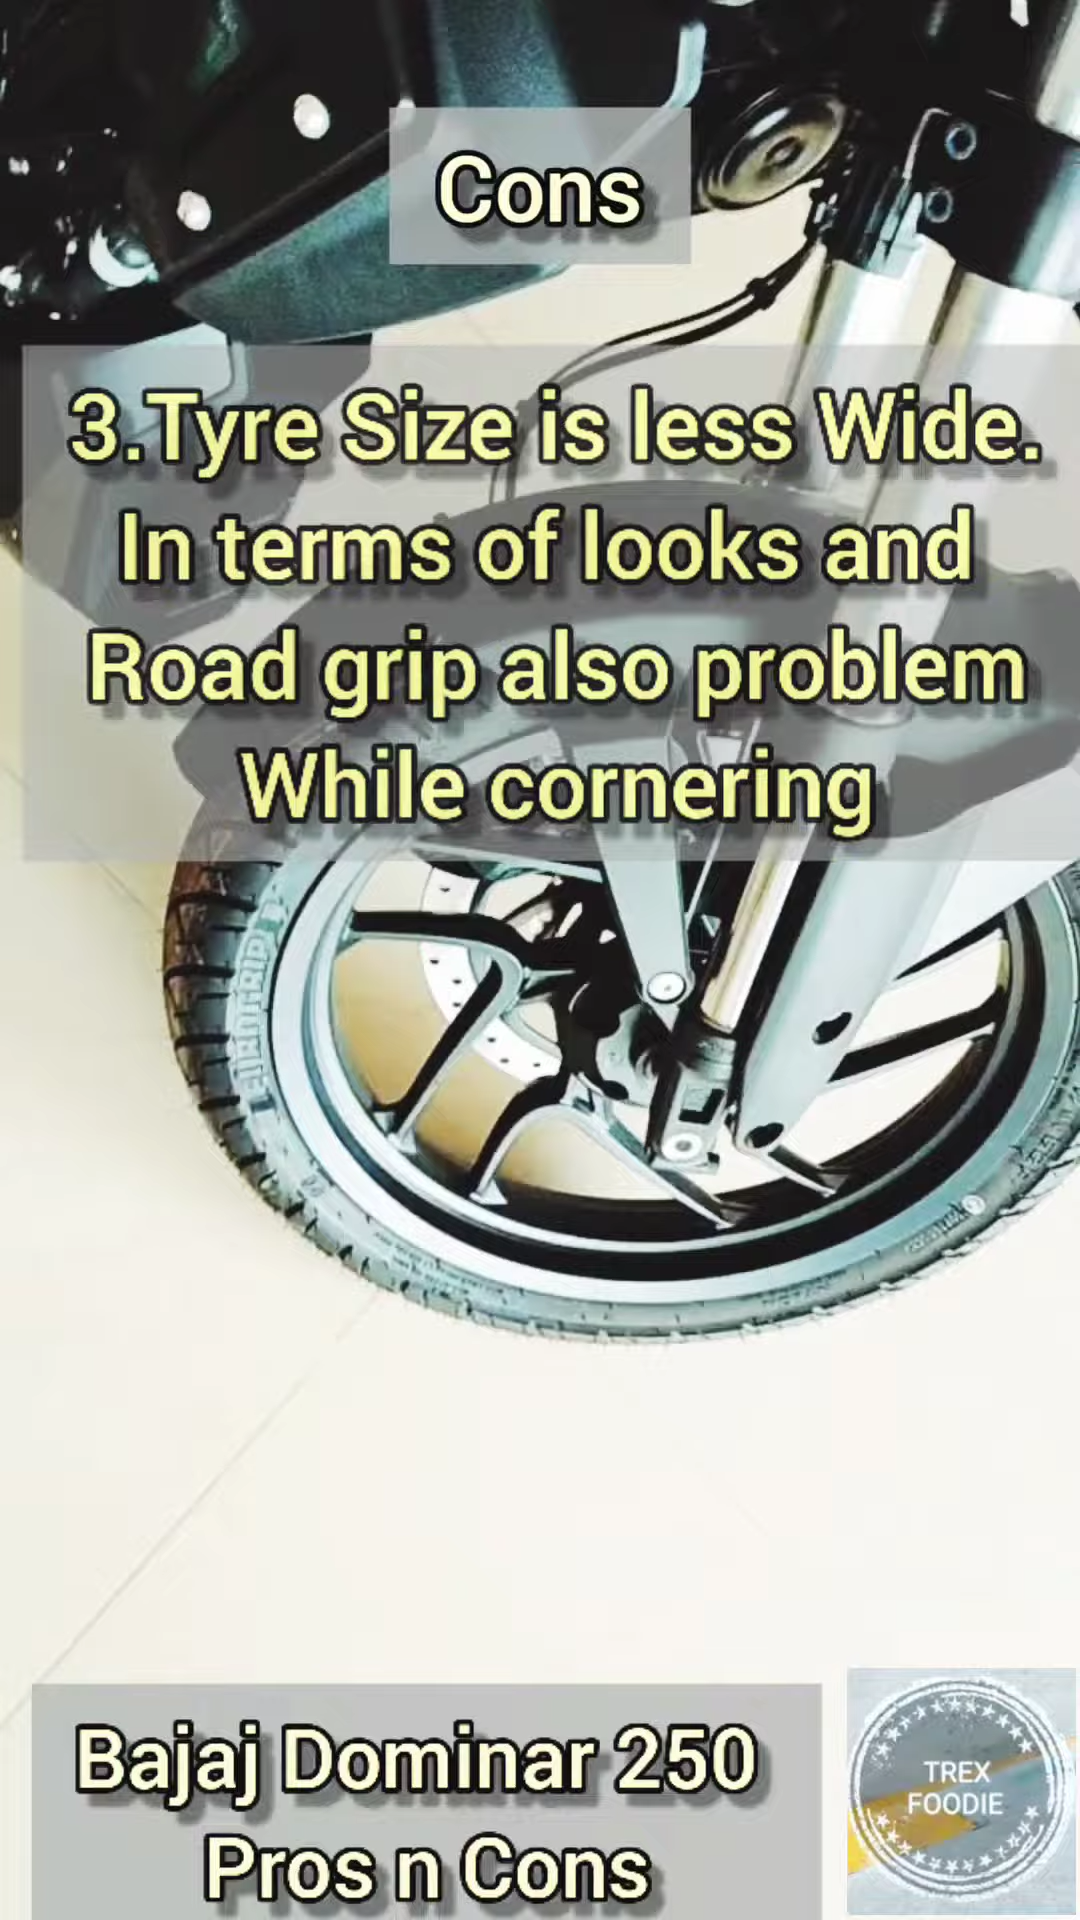 Cons
3.Tyre Size is less Wide.
In terms of looks and
Road grip also problem
While cornering
Bajaj Dominar 250
Pros n Cons
TREX
FOODIE